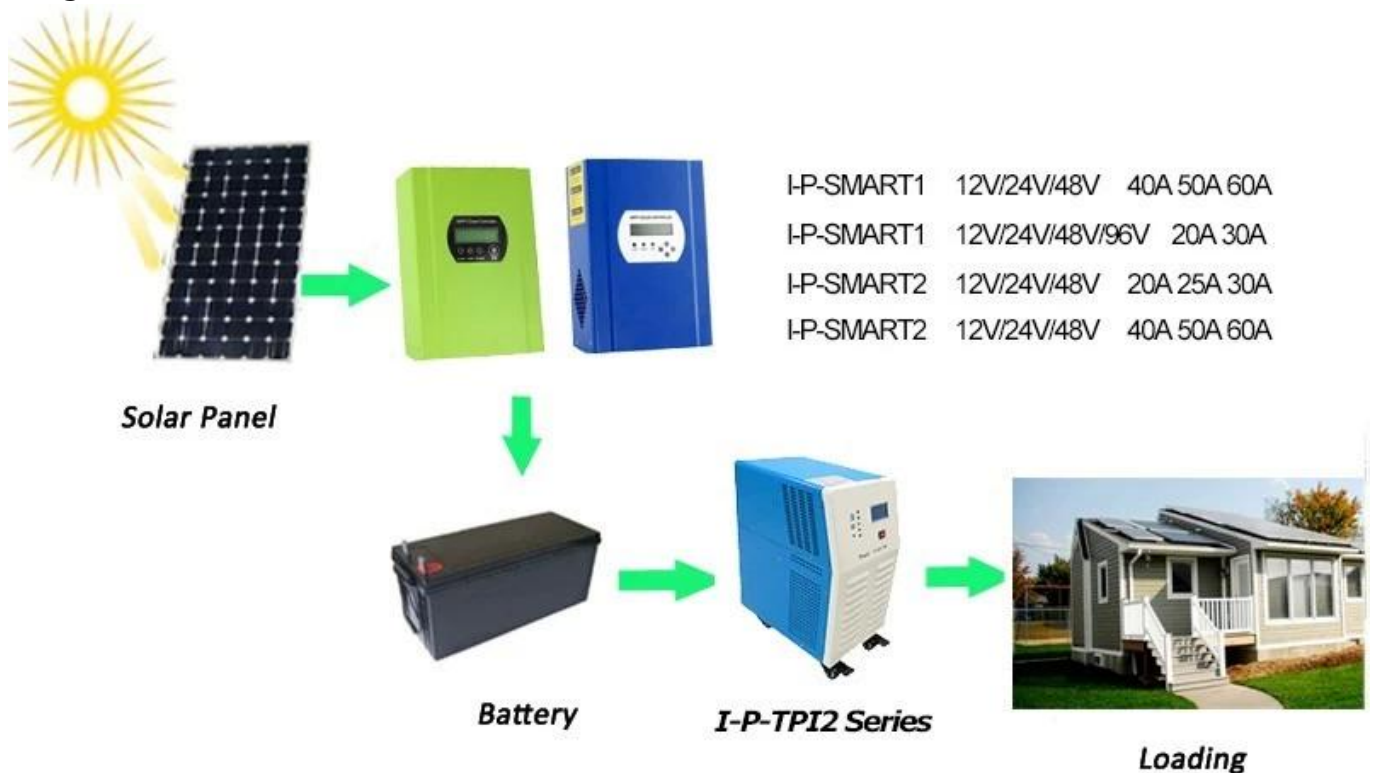 I-P-SMART1 12V/24V/48V 40A 50A 60A
I-P-SMART1 12V/24V/48V/96V 20A 30A
I-P-SMART2 12V/24V/48V 20A 25A 30A
I-P-SMART2 12V/24V/48V 40A 50A 60A
Solar Panel
Battery
I-P-TPI2 Series
Loading